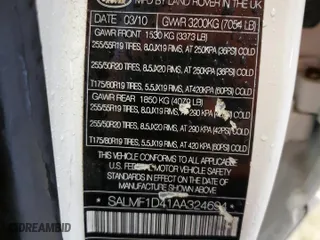 MFD BY LAND ROVER IN THE UK
DATE 03/10 GVWR 3200KG (7054 LB)
GAWR FRONT 1530 KG (3373 LB)
255/55R19 TIRES, 8.0JX19 RIMS, AT 250KPA (36PSI) COLD
255/50R20 TIRES, 8.5JX20 RIMS, AT 250KPA (36PSI) COLD
T175/80R19 TIRES, 5.5JX19 RIMS, AT 420KPA (60PSI) COLD
GAWR REAR 1850 KG (4079 LB)
255/55R19 TIRES, 8.0JX19 290 KPA COLD
255/50R20 TIRES, 8.5JX20 RIMS, AT 290 KPA (42PSI) COLD
T175/80R19 TIRES, 5.5JX19 RIMS, AT 420 KPA (60PSI) COLD
THIS VEHICLE CONFORMS TO ALL APPLICABLE
U.S. FEDERAL MOTOR VEHICLE SAFETY
STANDARDS IN EFFECT ON THE DATE OF
MANUFACTURE SHOWN ABOVE
DREAMBID